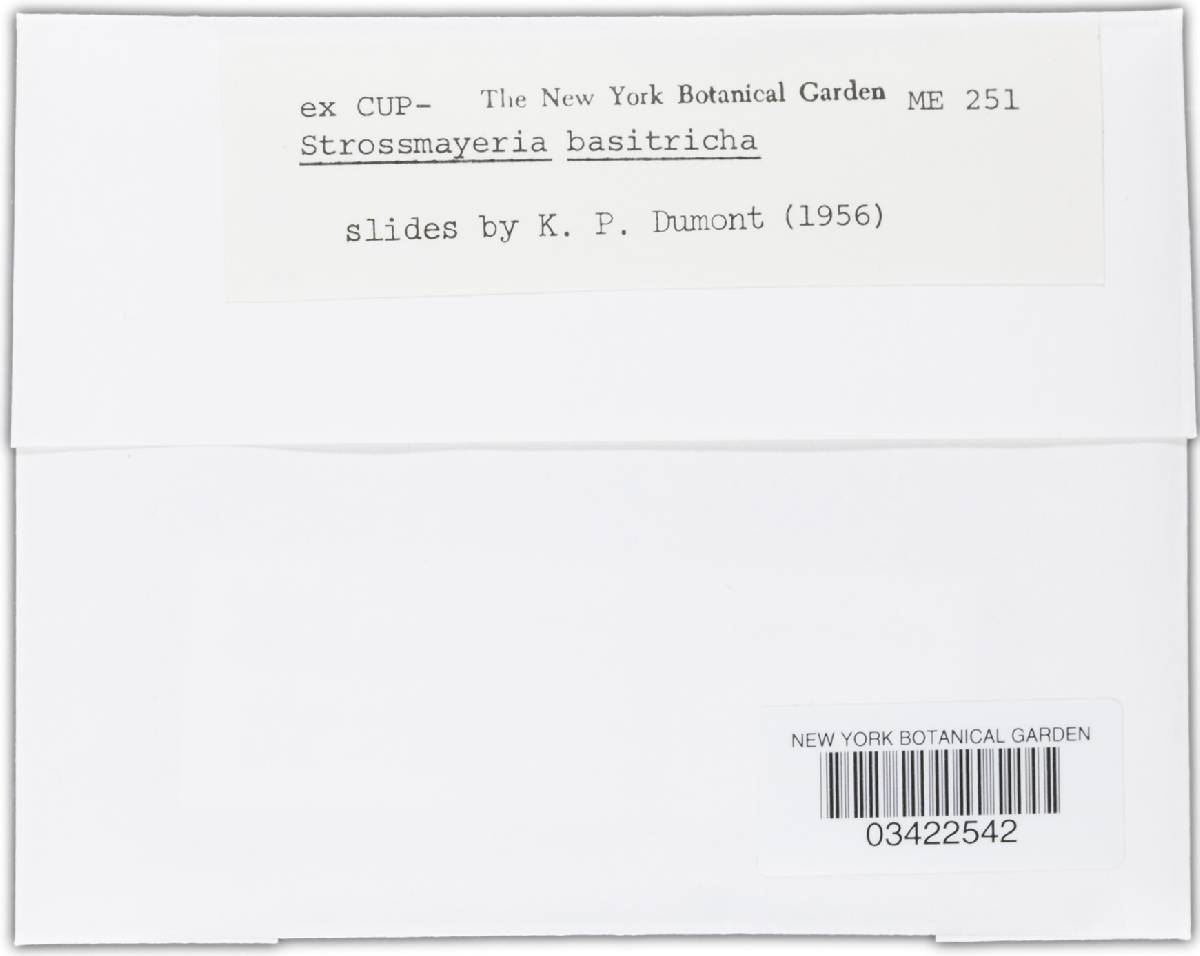 ex CUP- The New York Botanical Garden ME 251
Strossmayeria basitricha
slides by K. P. Dumont (1956)
NEW YORK BOTANICAL GARDEN
03422542